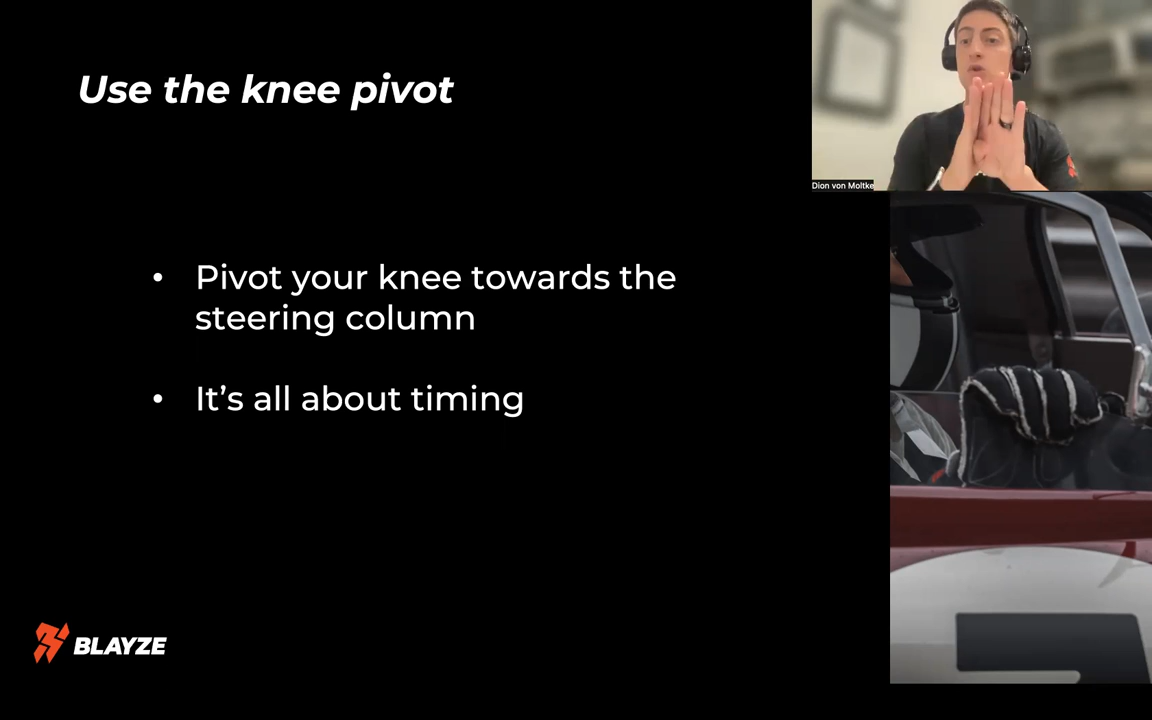 Use the knee pivot
Dion von Moltke
• Pivot your knee towards the
steering column
• It's all about timing
BLAYZE